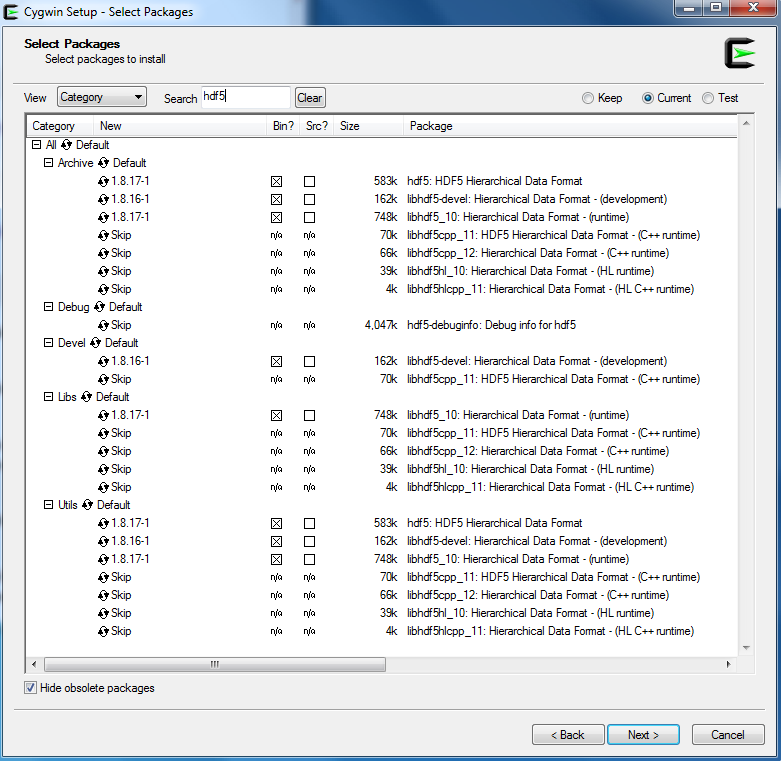 Cygwin Setup - Select Packages
Select Packages
Select packages to install
View Category Search hdf5 Clear Keep Current Test
Category New Bin? Src? Size Package
All Default
Archive Default
1.8.17-1 583k hdf5: HDF5 Hierarchical Data Format
1.8.16-1 162k libhdf5-devel: Hierarchical Data Format - (development)
1.8.17-1 748k libhdf5_10: Hierarchical Data Format - (runtime)
Skip n/a n/a 70k libhdf5cpp_11: HDF5 Hierarchical Data Format - (C++ runtime)
Skip n/a n/a 66k libhdf5cpp_12: Hierarchical Data Format - (C++ runtime)
Skip n/a n/a 39k libhdf5hl_10: Hierarchical Data Format - (HL runtime)
Skip n/a n/a 4k libhdf5hlcpp_11: Hierarchical Data Format - (HL C++ runtime)
Debug Default
Skip n/a n/a 4,047k hdf5-debuginfo: Debug info for hdf5
Devel Default
1.8.16-1 162k libhdf5-devel: Hierarchical Data Format - (development)
Skip n/a n/a 70k libhdf5cpp_11: HDF5 Hierarchical Data Format - (C++ runtime)
Libs Default
1.8.17-1 748k libhdf5_10: Hierarchical Data Format - (runtime)
Skip n/a n/a 70k libhdf5cpp_11: HDF5 Hierarchical Data Format - (C++ runtime)
Skip n/a n/a 66k libhdf5cpp_12: Hierarchical Data Format - (C++ runtime)
Skip n/a n/a 39k libhdf5hl_10: Hierarchical Data Format - (HL runtime)
Skip n/a n/a 4k libhdf5hlcpp_11: Hierarchical Data Format - (HL C++ runtime)
Utils Default
1.8.17-1 583k hdf5: HDF5 Hierarchical Data Format
1.8.16-1 162k libhdf5-devel: Hierarchical Data Format - (development)
1.8.17-1 748k libhdf5_10: Hierarchical Data Format - (runtime)
Skip n/a n/a 70k libhdf5cpp_11: HDF5 Hierarchical Data Format - (C++ runtime)
Skip n/a n/a 66k libhdf5cpp_12: Hierarchical Data Format - (C++ runtime)
Skip n/a n/a 39k libhdf5hl_10: Hierarchical Data Format - (HL runtime)
Skip n/a n/a 4k libhdf5hlcpp_11: Hierarchical Data Format - (HL C++ runtime)
Hide obsolete packages
< Back Next > Cancel